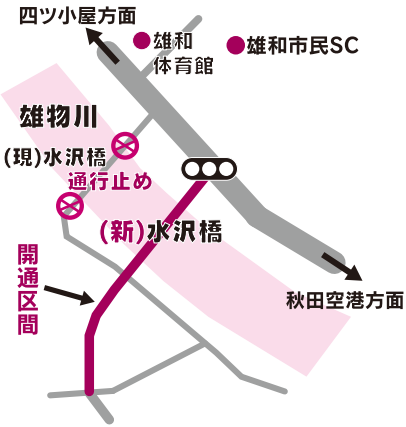 四ツ小屋方面
雄和
体育館
雄和市民SC
雄物川
(現)水沢橋
通行止め
(新)水沢橋
開通区間
秋田空港方面